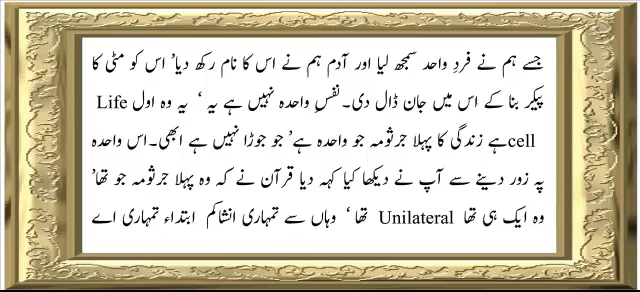 جسے ہم نے فردِ واحد سمجھ لیا اور آدم ہم نے اس کا نام رکھ دیا’ اس کو مٹی کا
پیکر بنا کے اس میں جان ڈال دی۔ نفسِ واحدہ نہیں ہے یہ ‘ یہ وہ اول Life
cell ہے زندگی کا پہلا جرثومہ جو واحدہ ہے’ جو جوڑا نہیں ہے ابھی۔اس واحدہ
پہ زور دینے سے آپ نے دیکھا کیا کہہ دیا قرآن نے کہ وہ پہلا جرثومہ جو تھا’
وہ ایک ہی تھا Unilateral تھا ‘ وہاں سے تمہاری انشاکم ابتداء تمہاری اے